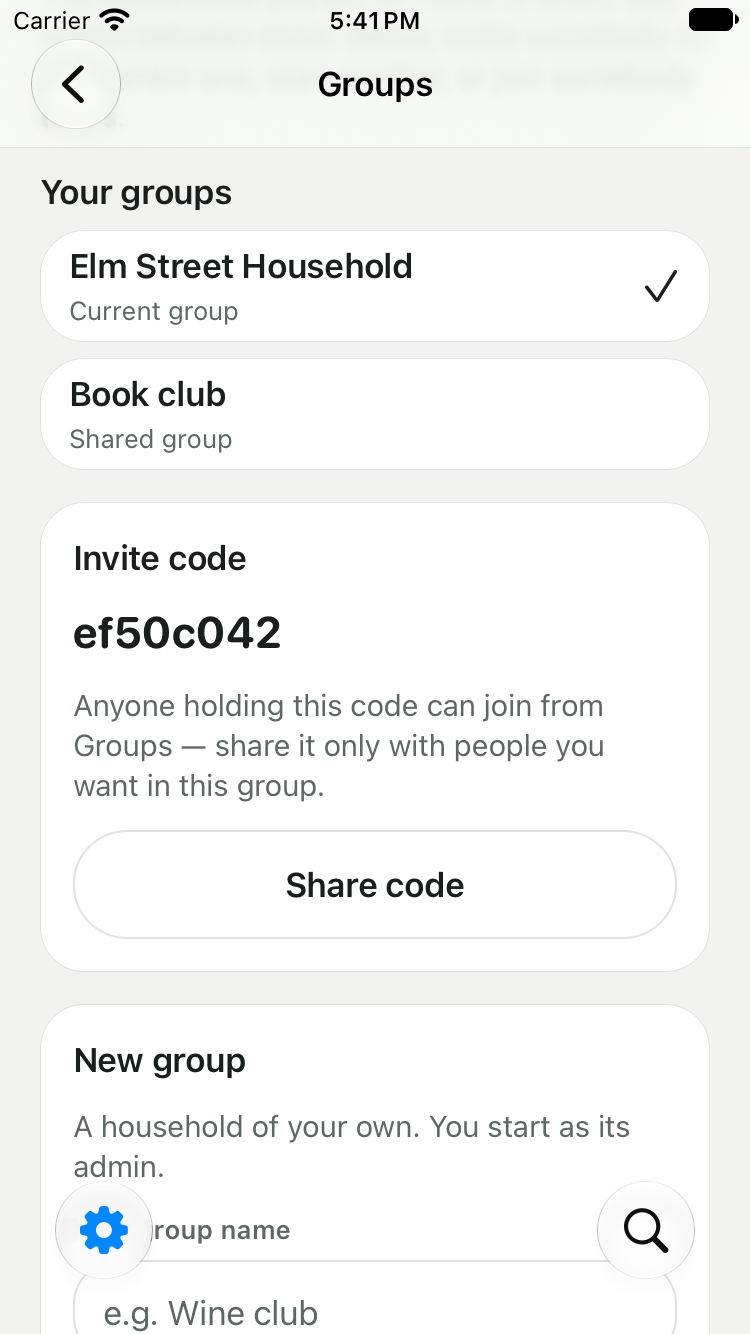 Carrier 5:41 PM
Groups
Your groups
Elm Street Household
Current group
Book club
Shared group
Invite code
ef50c042
Anyone holding this code can join from
Groups — share it only with people you
want in this group.
Share code
New group
A household of your own. You start as its
admin.
roup name
e.g. Wine club